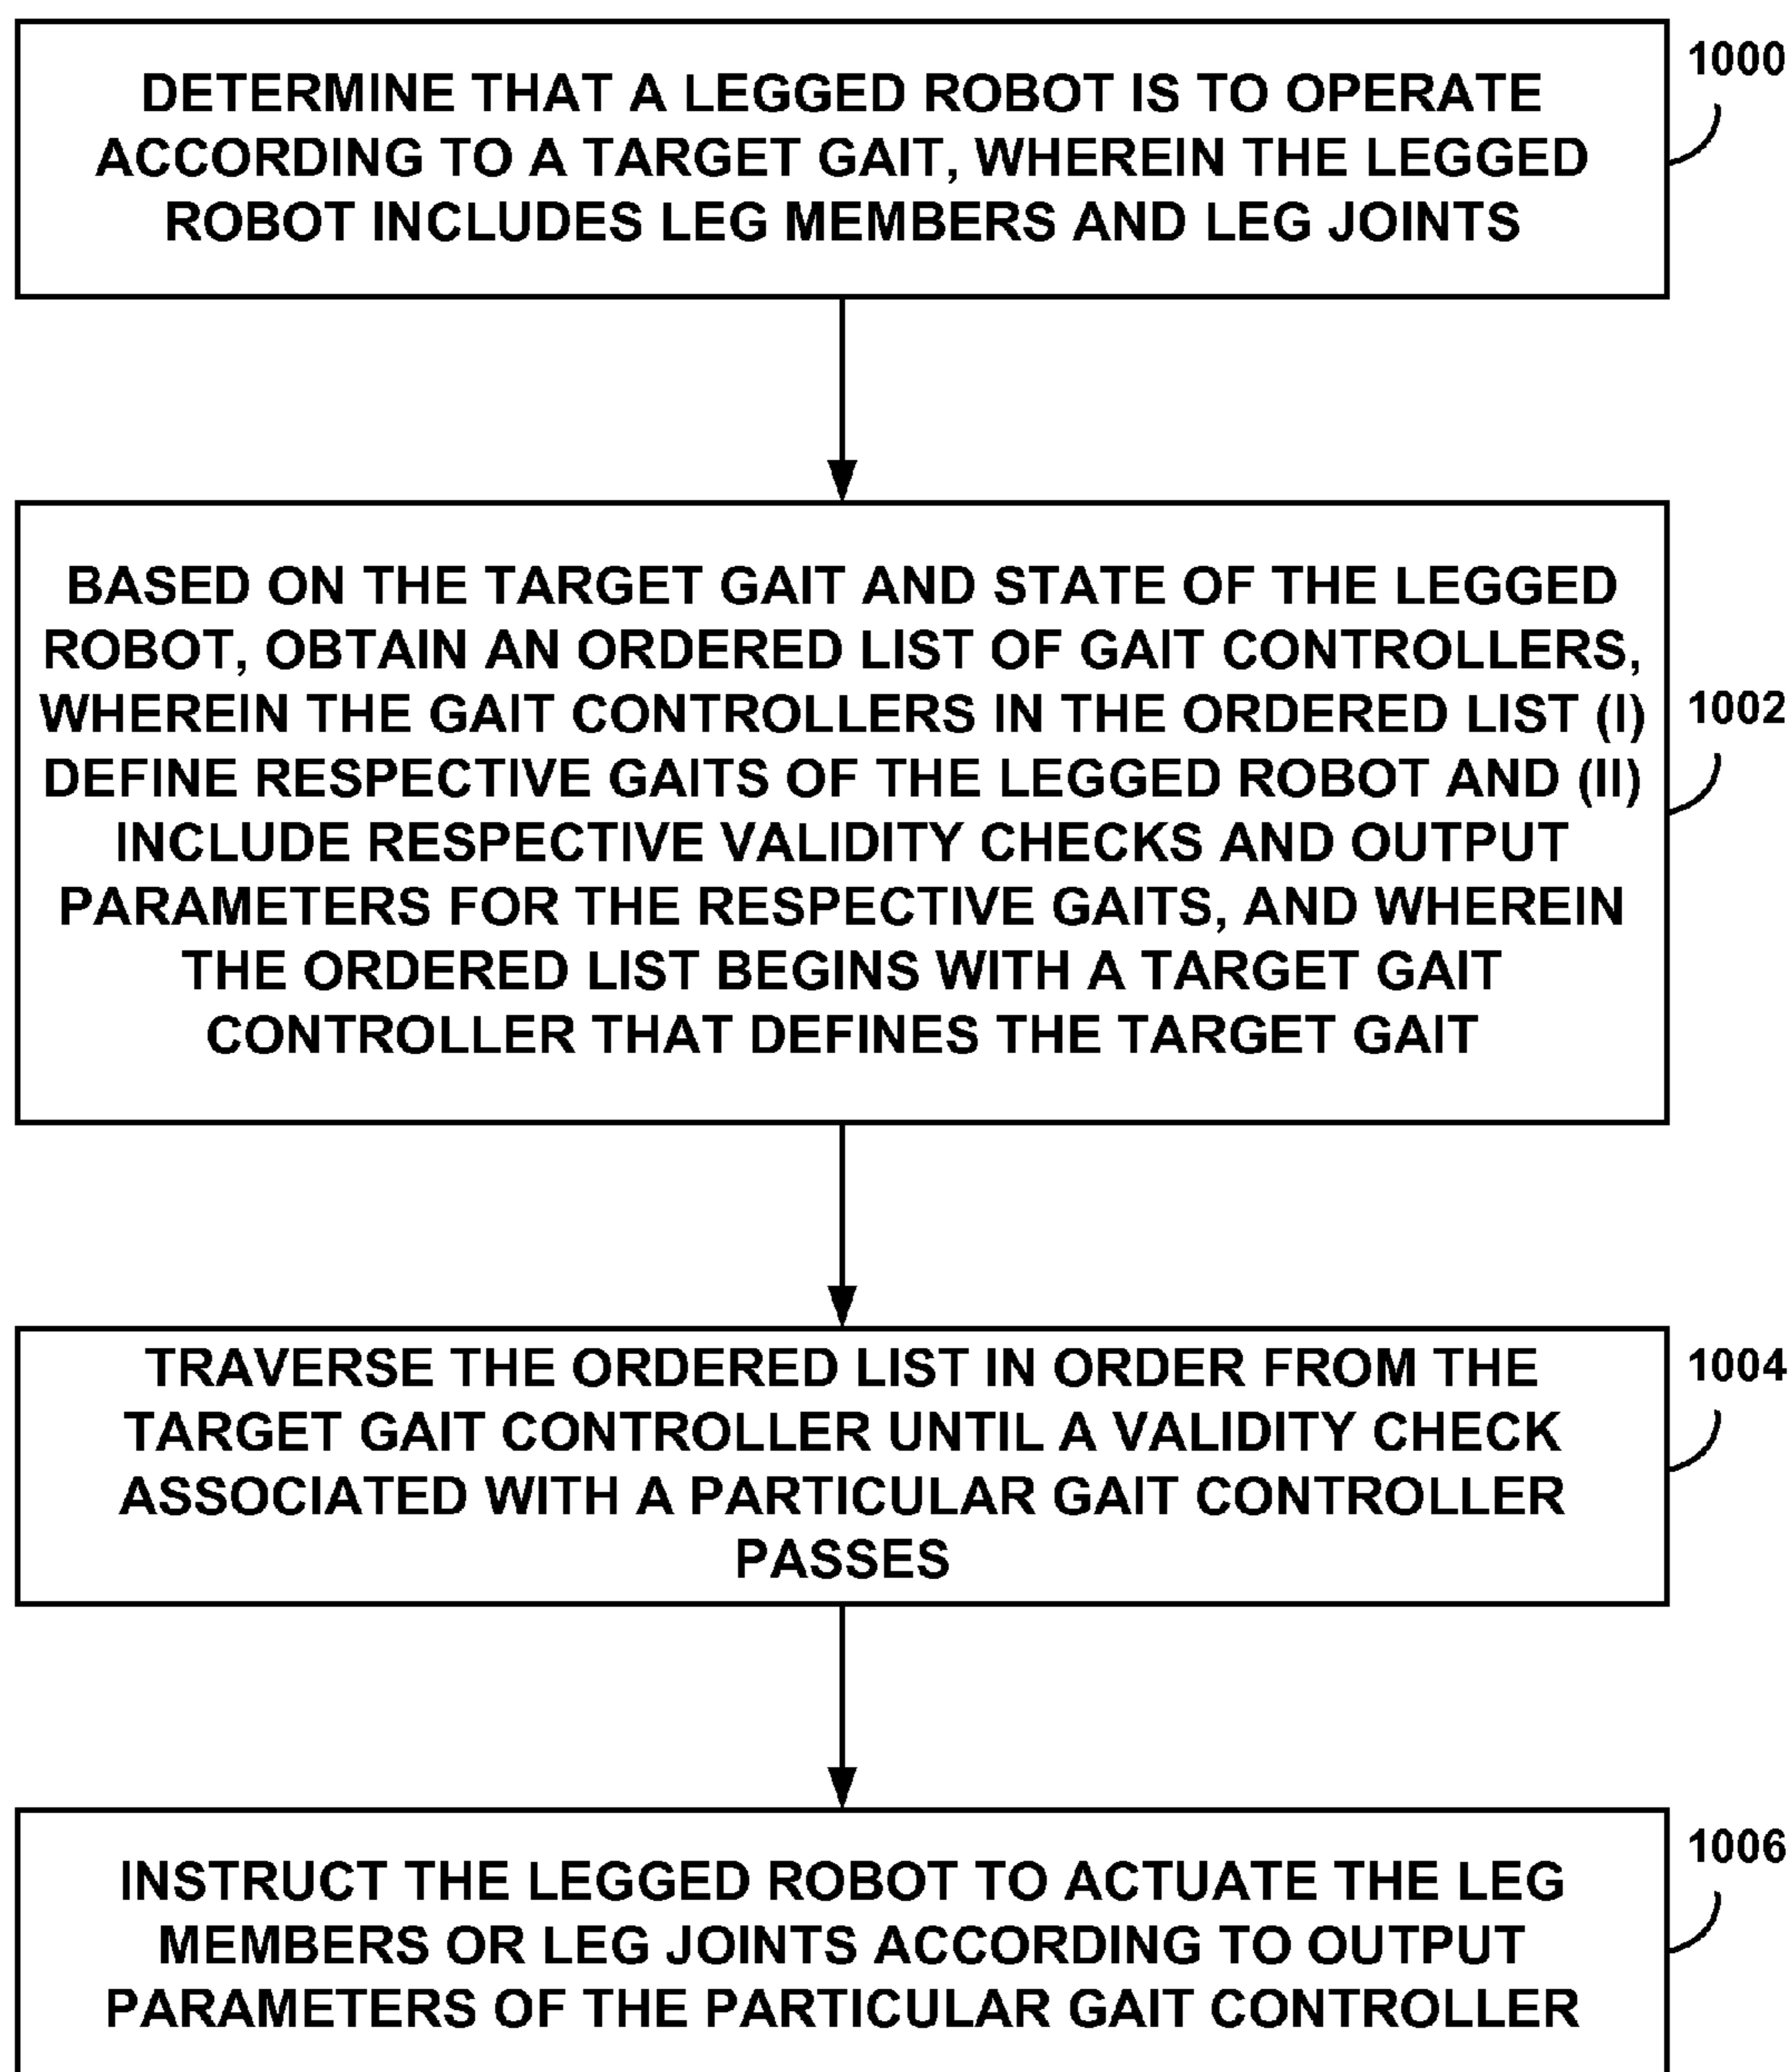 DETERMINE THAT A LEGGED ROBOT IS TO OPERATE
ACCORDING TO A TARGET GAIT, WHEREIN THE LEGGED
ROBOT INCLUDES LEG MEMBERS AND LEG JOINTS
1000
BASED ON THE TARGET GAIT AND STATE OF THE LEGGED
ROBOT, OBTAIN AN ORDERED LIST OF GAIT CONTROLLERS,
WHEREIN THE GAIT CONTROLLERS IN THE ORDERED LIST (I)
DEFINE RESPECTIVE GAITS OF THE LEGGED ROBOT AND (II)
INCLUDE RESPECTIVE VALIDITY CHECKS AND OUTPUT
PARAMETERS FOR THE RESPECTIVE GAITS, AND WHEREIN
THE ORDERED LIST BEGINS WITH A TARGET GAIT
CONTROLLER THAT DEFINES THE TARGET GAIT
1002
TRAVERSE THE ORDERED LIST IN ORDER FROM THE
TARGET GAIT CONTROLLER UNTIL A VALIDITY CHECK
ASSOCIATED WITH A PARTICULAR GAIT CONTROLLER
PASSES
1004
INSTRUCT THE LEGGED ROBOT TO ACTUATE THE LEG
MEMBERS OR LEG JOINTS ACCORDING TO OUTPUT
PARAMETERS OF THE PARTICULAR GAIT CONTROLLER
1006